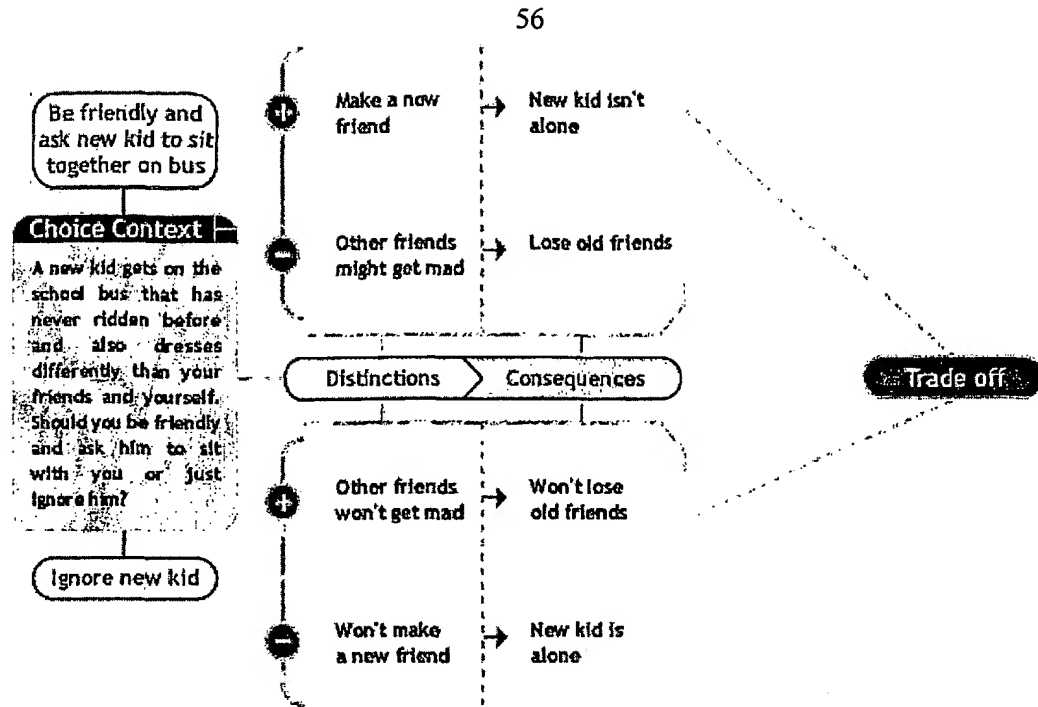 56
Be friendly and
ask new kid to sit
together on bus
Choice Context
A new kid gets on the
school bus that has
never ridden before
and also dresses
differently than your
friends and yourself.
Should you be friendly
and ask him to sit
with you or just
ignore him?
Ignore new kid
+
Make a new
friend
New kid isn't
alone
−
Other friends
might get mad
Lose old friends
Distinctions
Consequences
+
Other friends
won't get mad
Won't lose
old friends
−
Won't make
a new friend
New kid is
alone
Trade off